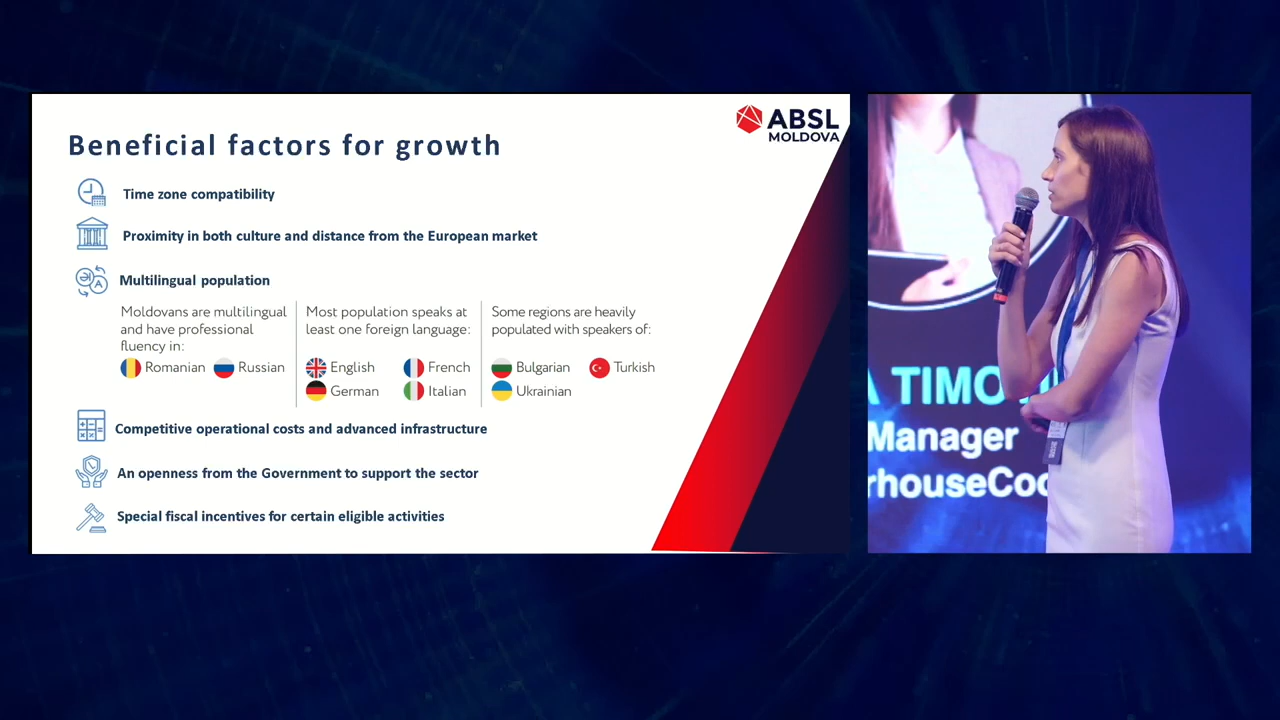 ABSL
MOLDOVA
Beneficial factors for growth
Time zone compatibility
Proximity in both culture and distance from the European market
Multilingual population
Moldovans are multilingual
and have professional
fluency in:
Romanian Russian
Most population speaks at
least one foreign language:
English French
German Italian
Some regions are heavily
populated with speakers of:
Bulgarian Turkish
Ukrainian
Competitive operational costs and advanced infrastructure
An openness from the Government to support the sector
Special fiscal incentives for certain eligible activities
Manager